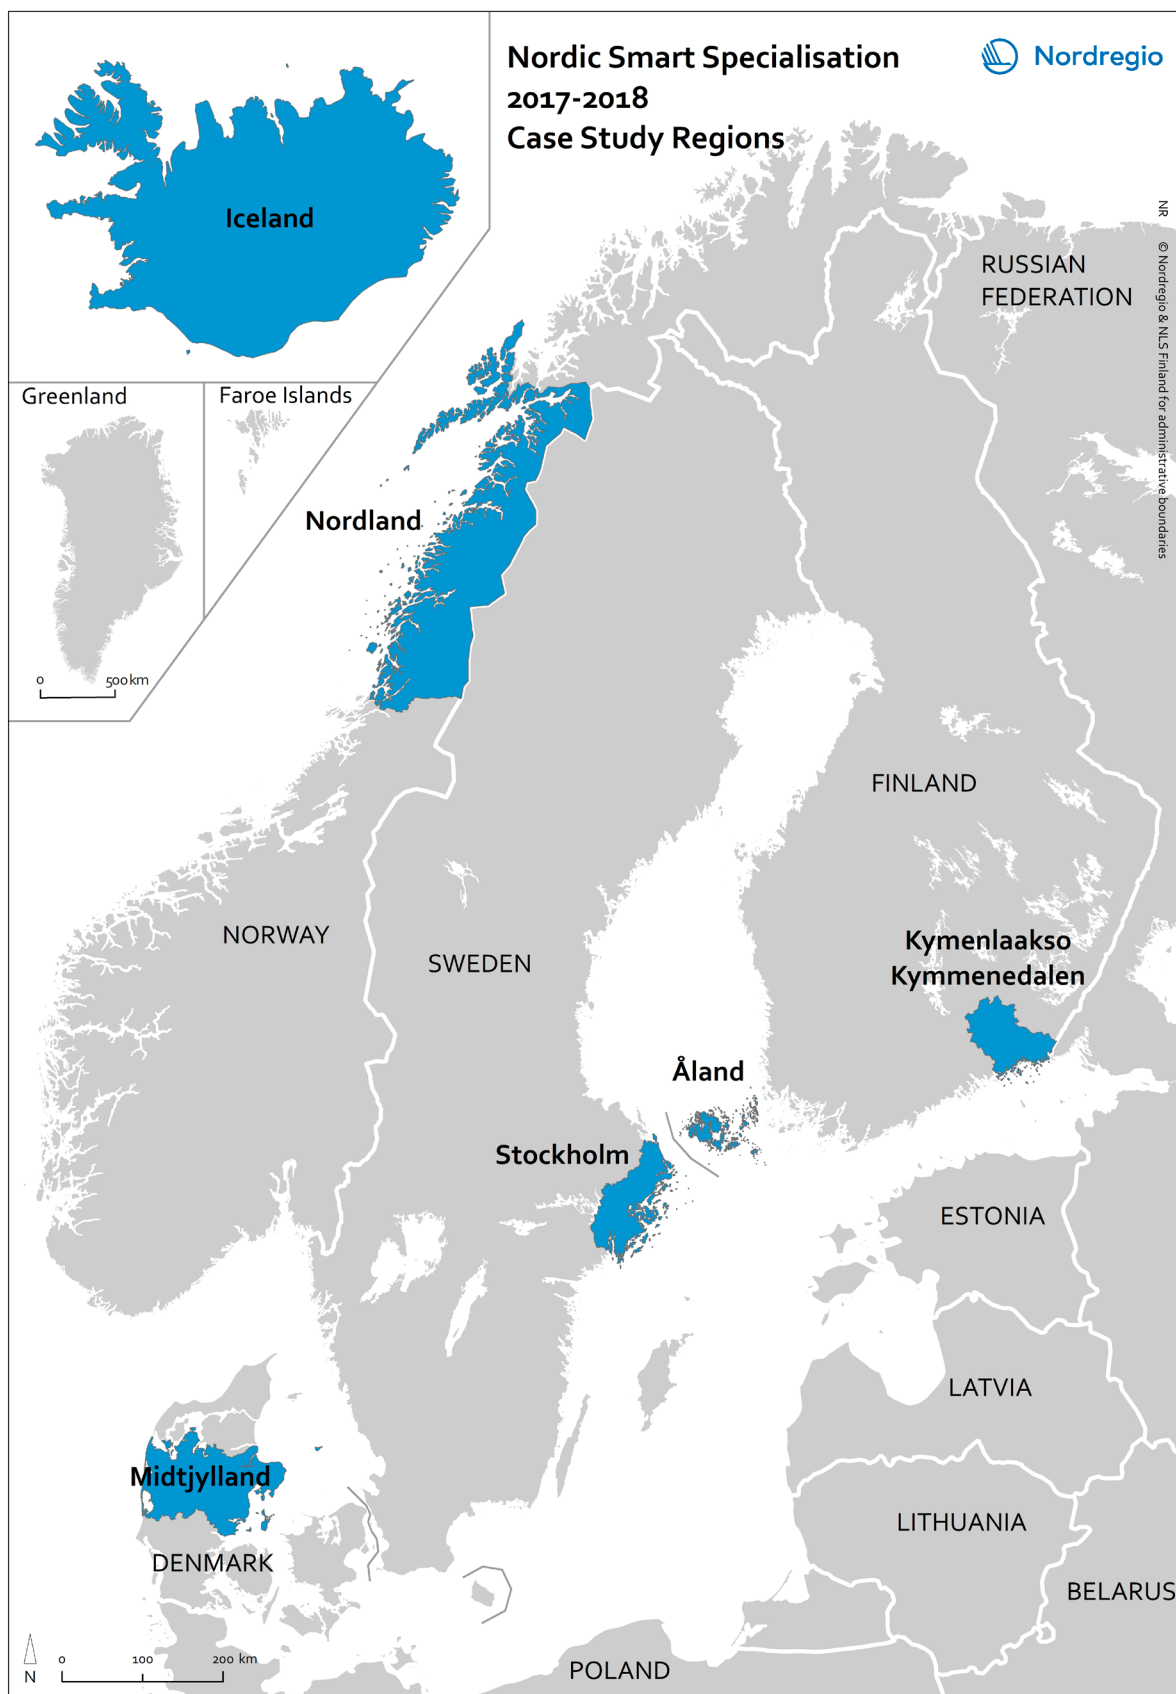 Nordic Smart Specialisation
2017-2018
Case Study Regions
Nordregio
Iceland
NR © Nordregio & NLS Finland for administrative boundaries
RUSSIAN
FEDERATION
Greenland
Faroe Islands
Nordland
0 500 km
FINLAND
NORWAY
SWEDEN
Kymenlaakso
Kymmenedalen
Åland
Stockholm
ESTONIA
LATVIA
Midtjylland
LITHUANIA
DENMARK
BELARUS
N
0 100 200 km
POLAND